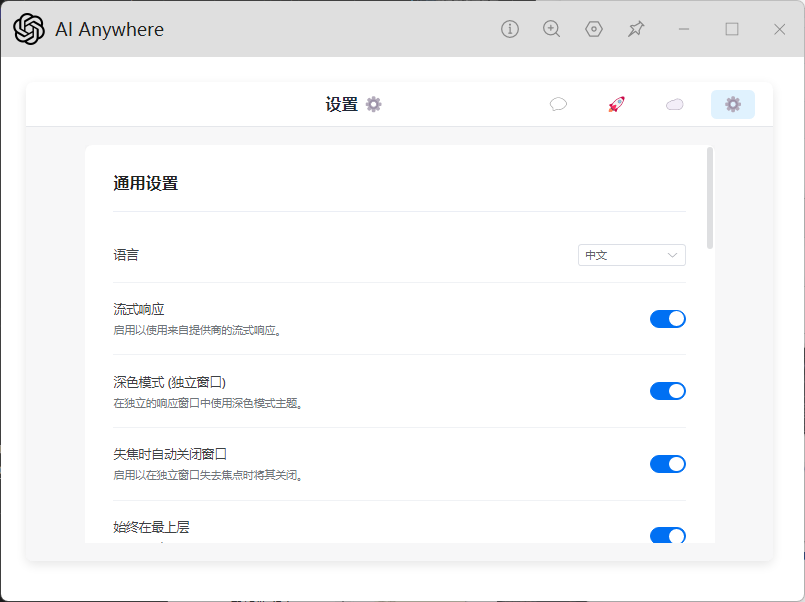 AI Anywhere
设置
通用设置
语言
中文
流式响应
启用以使用来自提供商的流式响应。
深色模式 (独立窗口)
在独立的响应窗口中使用深色模式主题。
失焦时自动关闭窗口
启用以在独立窗口失去焦点时将其关闭。
始终在最上层